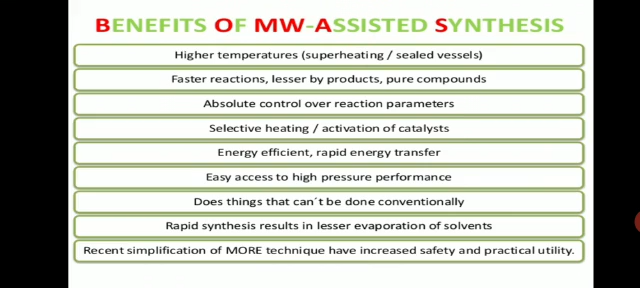 BENEFITS OF MW-ASSISTED SYNTHESIS
Higher temperatures (superheating / sealed vessels)
Faster reactions, lesser by products, pure compounds
Absolute control over reaction parameters
Selective heating / activation of catalysts
Energy efficient, rapid energy transfer
Easy access to high pressure performance
Does things that can´t be done conventionally
Rapid synthesis results in lesser evaporation of solvents
Recent simplification of MORE technique have increased safety and practical utility.